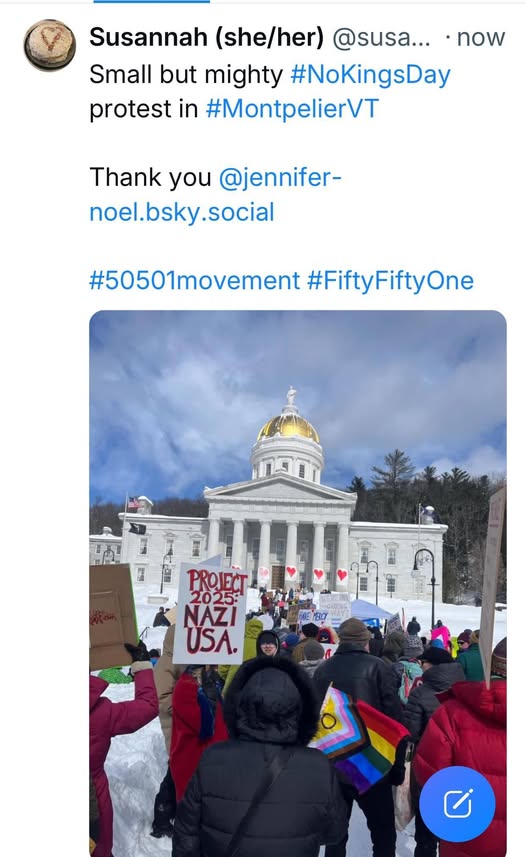 Susannah (she/her) @susa... · now
Small but mighty #NoKingsDay
protest in #MontpelierVT
Thank you @jennifer-
noel.bsky.social
#50501movement #FiftyFiftyOne
PROJECT
2025:
NAZI
USA.
MERCY